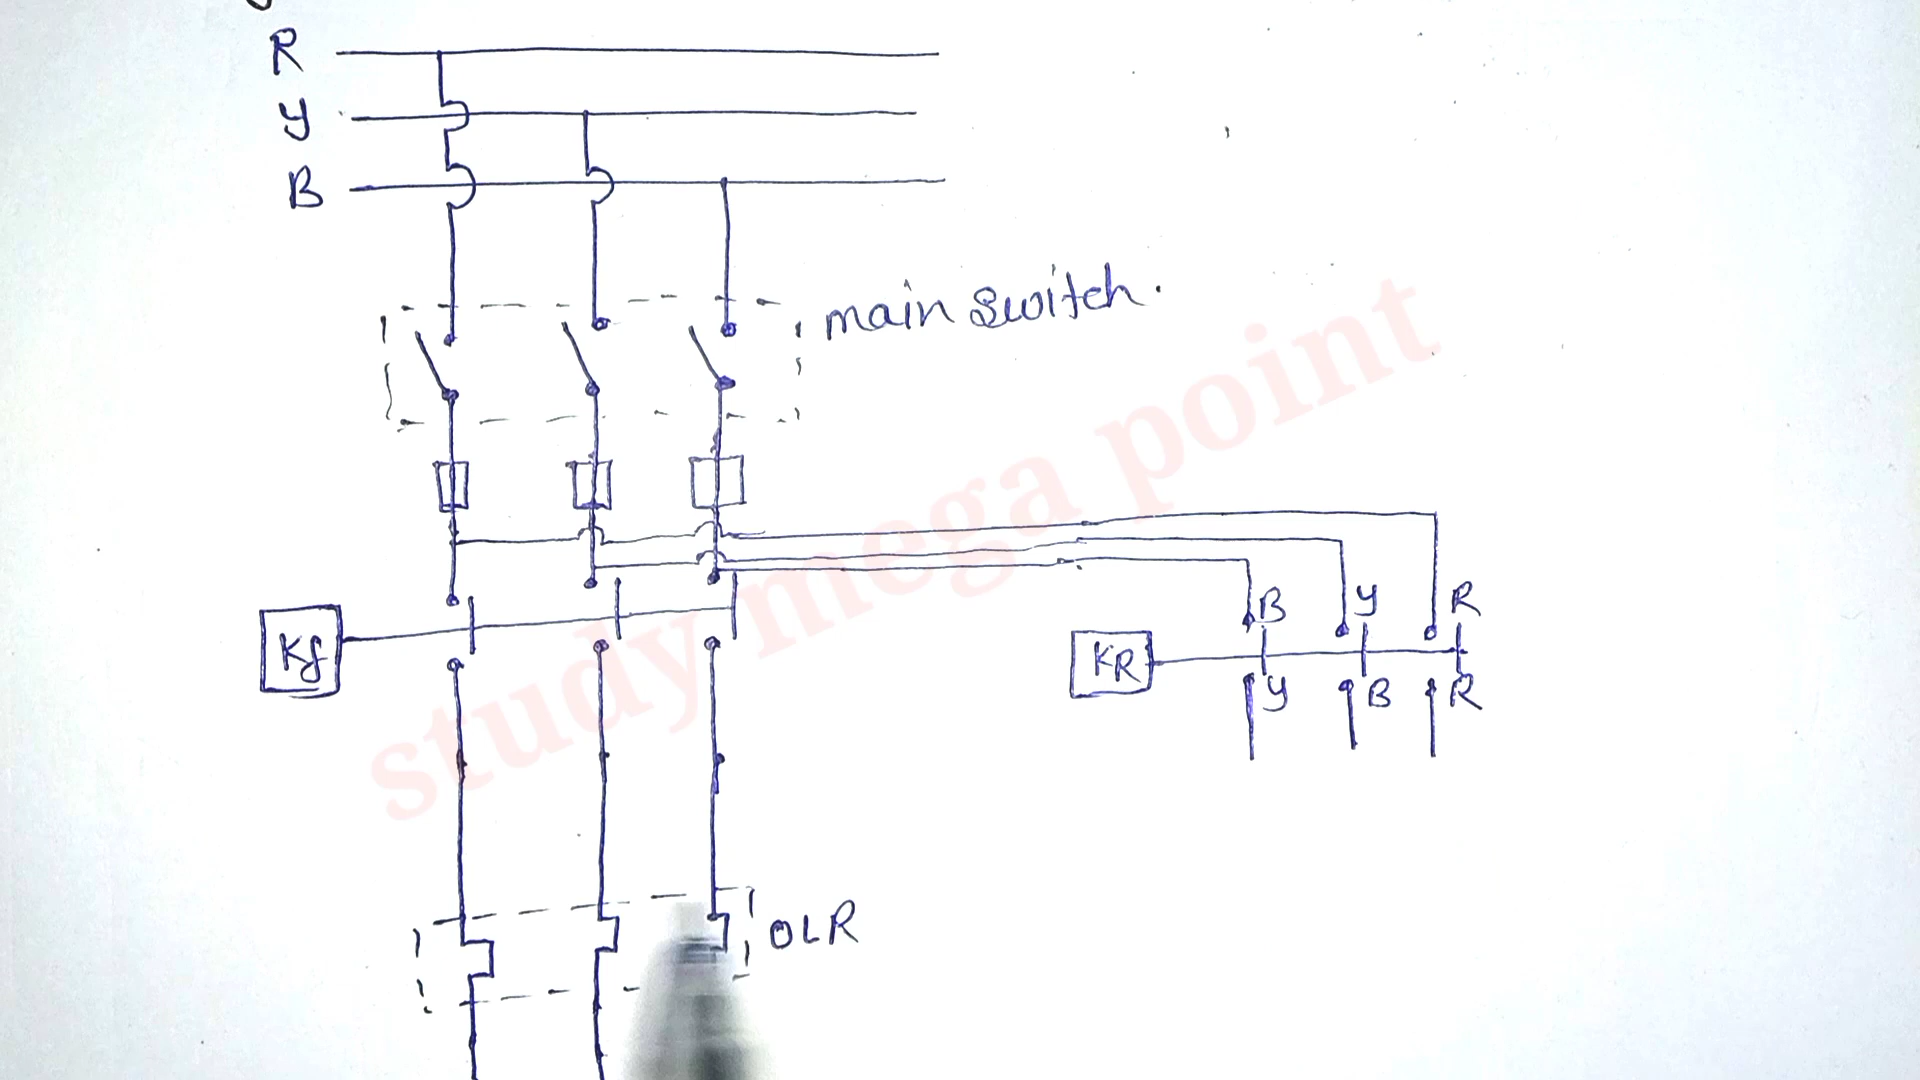 R
Y
B
main switch.
study mega point
Kf
B Y R
KR
Y B R
OLR